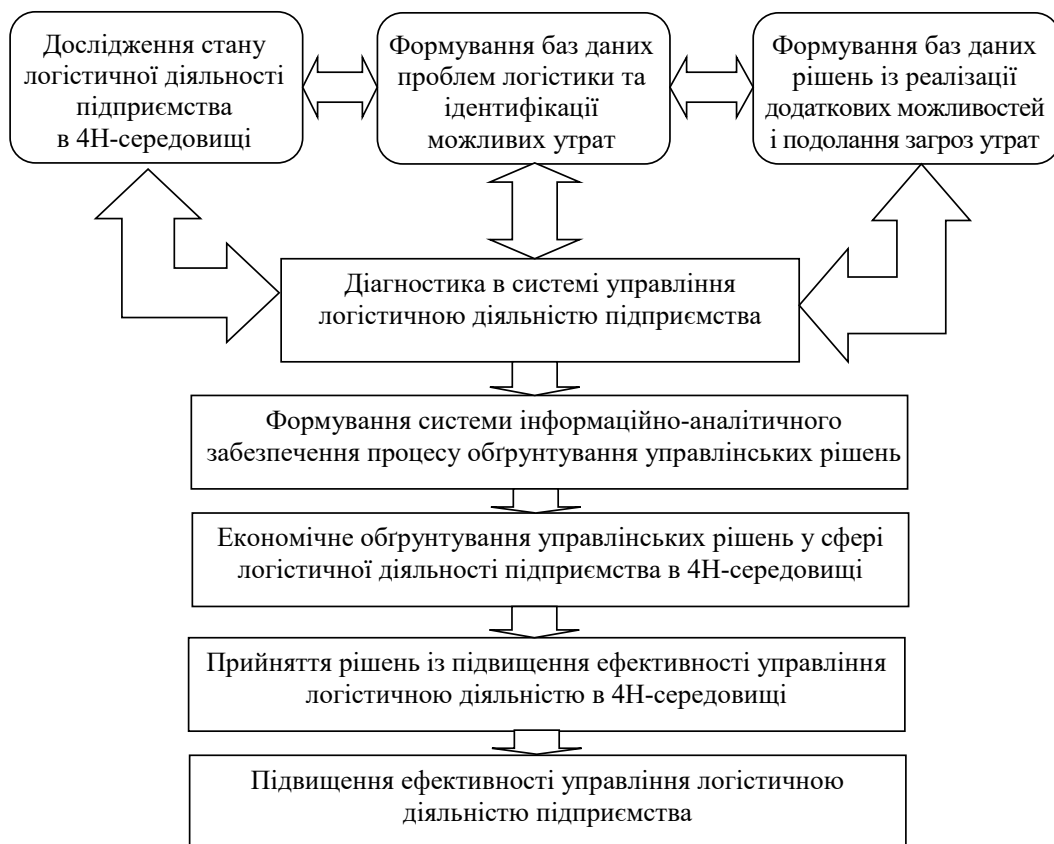 Дослідження стану
логістичної діяльності
підприємства
в 4Н-середовищі
Формування баз даних
проблем логістики та
ідентифікації
можливих утрат
Формування баз даних
рішень із реалізації
додаткових можливостей
і подолання загроз утрат
Діагностика в системі управління
логістичною діяльністю підприємства
Формування системи інформаційно-аналітичного
забезпечення процесу обґрунтування управлінських рішень
Економічне обґрунтування управлінських рішень у сфері
логістичної діяльності підприємства в 4Н-середовищі
Прийняття рішень із підвищення ефективності управління
логістичною діяльністю в 4Н-середовищі
Підвищення ефективності управління логістичною
діяльністю підприємства